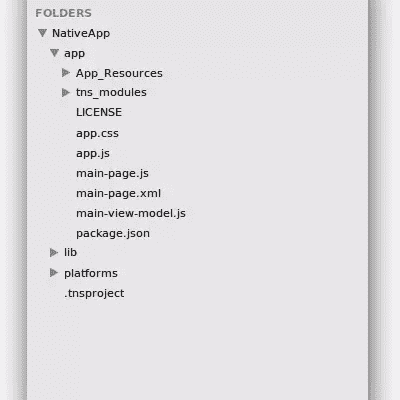 FOLDERS
NativeApp
app
App_Resources
tns_modules
LICENSE
app.css
app.js
main-page.js
main-page.xml
main-view-model.js
package.json
lib
platforms
.tnsproject